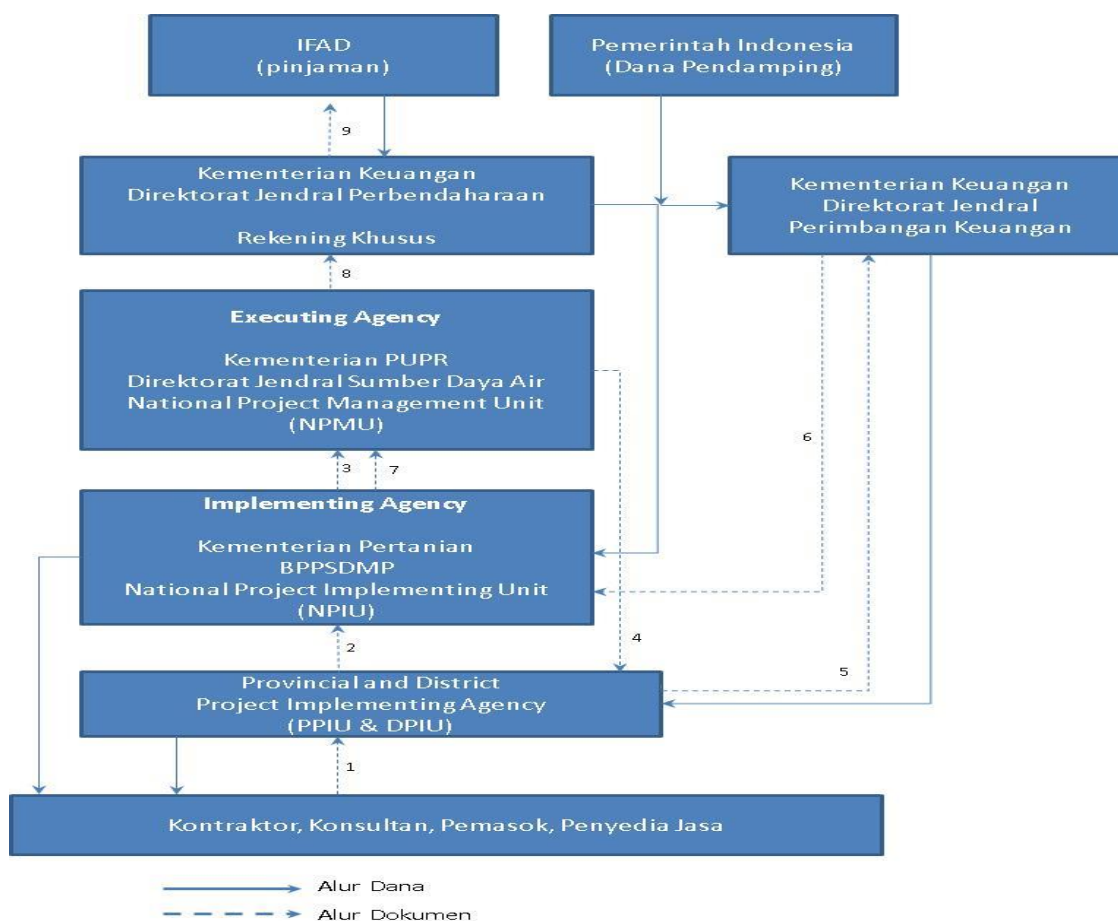 IFAD
(pinjaman)
Pemerintah Indonesia
(Dana Pendamping)
9
Kementerian Keuangan
Direktorat Jendral Perbendaharaan
Rekening Khusus
Kementerian Keuangan
Direktorat Jendral
Perimbangan Keuangan
8
Executing Agency
Kementerian PUPR
Direktorat Jendral Sumber Daya Air
National Project Management Unit
(NPMU)
6
3
7
Implementing Agency
Kementerian Pertanian
BPPSDMP
National Project Implementing Unit
(NPIU)
4
2
5
Provincial and District
Project Implementing Agency
(PPIU & DPIU)
1
Kontraktor, Konsultan, Pemasok, Penyedia Jasa
Alur Dana
Alur Dokumen